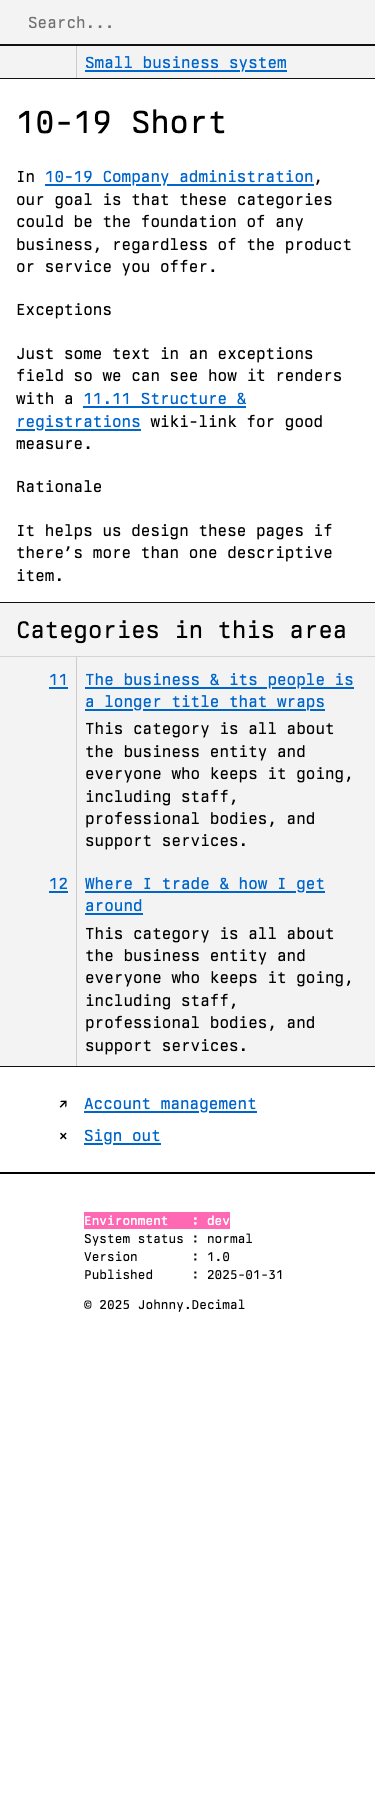 Search...
Small business system
10-19 Short
In 10-19 Company administration,
our goal is that these categories
could be the foundation of any
business, regardless of the product
or service you offer.
Exceptions
Just some text in an exceptions
field so we can see how it renders
with a 11.11 Structure &
registrations wiki-link for good
measure.
Rationale
It helps us design these pages if
there’s more than one descriptive
item.
Categories in this area
11 The business & its people is
a longer title that wraps
This category is all about
the business entity and
everyone who keeps it going,
including staff,
professional bodies, and
support services.
12 Where I trade & how I get
around
This category is all about
the business entity and
everyone who keeps it going,
including staff,
professional bodies, and
support services.
↗ Account management
× Sign out
Environment   : dev
System status : normal
Version       : 1.0
Published     : 2025-01-31
© 2025 Johnny.Decimal